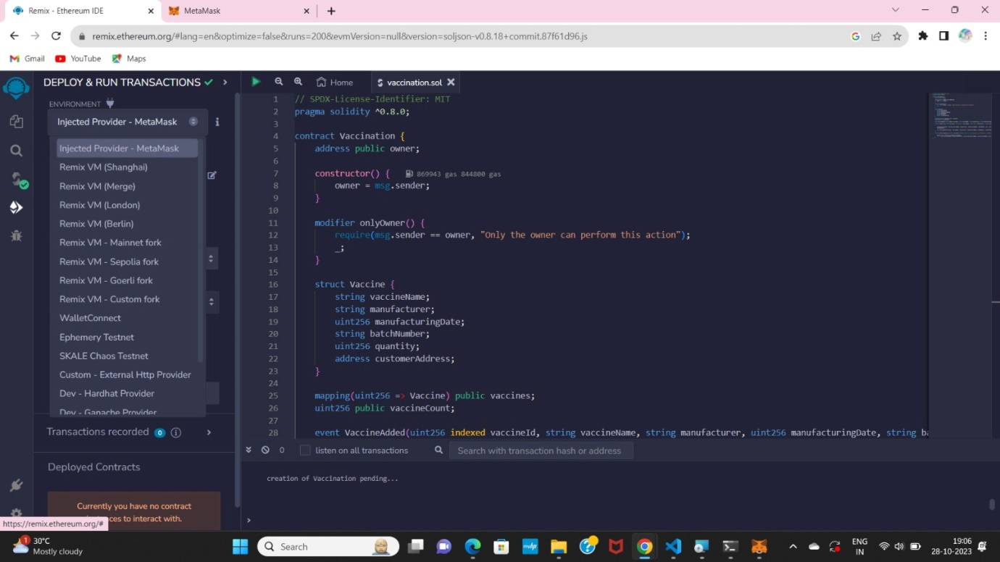 Remix - Ethereum IDE
MetaMask
remix.ethereum.org/#lang=en&optimize=false&runs=200&evmVersion=null&version=soljson-v0.8.18+commit.87f61d96.js
Gmail
YouTube
Maps
DEPLOY & RUN TRANSACTIONS
ENVIRONMENT
Injected Provider - MetaMask
Injected Provider - MetaMask
Remix VM (Shanghai)
Remix VM (Merge)
Remix VM (London)
Remix VM (Berlin)
Remix VM - Mainnet fork
Remix VM - Sepolia fork
Remix VM - Goerli fork
Remix VM - Custom fork
WalletConnect
Ephemery Testnet
SKALE Chaos Testnet
Custom - External Http Provider
Dev - Hardhat Provider
Dev - Ganache Provider
Transactions recorded 0 i
Deployed Contracts
Currently you have no contract
ces to interact with.
https://remix.ethereum.org/#
Home
vaccination.sol
1 // SPDX-License-Identifier: MIT
2 pragma solidity ^0.8.0;
3
4 contract Vaccination {
5 address public owner;
6
7 constructor() { 869943 gas 844800 gas
8 owner = msg.sender;
9 }
10
11 modifier onlyOwner() {
12 require(msg.sender == owner, "Only the owner can perform this action");
13 _;
14 }
15
16 struct Vaccine {
17 string vaccineName;
18 string manufacturer;
19 uint256 manufacturingDate;
20 string batchNumber;
21 uint256 quantity;
22 address customerAddress;
23 }
24
25 mapping(uint256 => Vaccine) public vaccines;
26 uint256 public vaccineCount;
27
28 event VaccineAdded(uint256 indexed vaccineId, string vaccineName, string manufacturer, uint256 manufacturingDate, string ba
0 listen on all transactions
Search with transaction hash or address
creation of Vaccination pending...
>
1
30°C
Mostly cloudy
Search
ENG
IN
19:06
28-10-2023